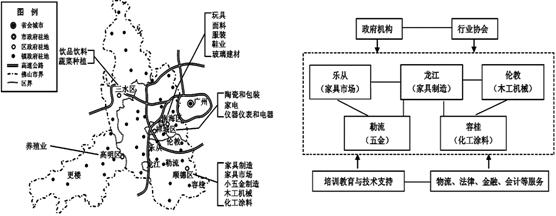 图 例
省会城市
市政府驻地
区政府驻地
镇政府驻地
高速公路
佛山市界
区界
玩具
面料
服装
鞋业
玻璃建材
饮品饮料
蔬菜种植
三水区
广州
陶瓷和包装
家电
仪器仪表和电器
南海区
禅城区
伦教
乐从
养殖业
高明区
龙江
勒流
更楼
顺德区
容桂
家具制造
家具市场
小五金制造
木工机械
化工涂料
政府机构
行业协会
乐从
(家具市场)
龙江
(家具制造)
伦教
(木工机械)
勒流
(五金)
容桂
(化工涂料)
培训教育与技术支持
物流、法律、金融、会计等服务